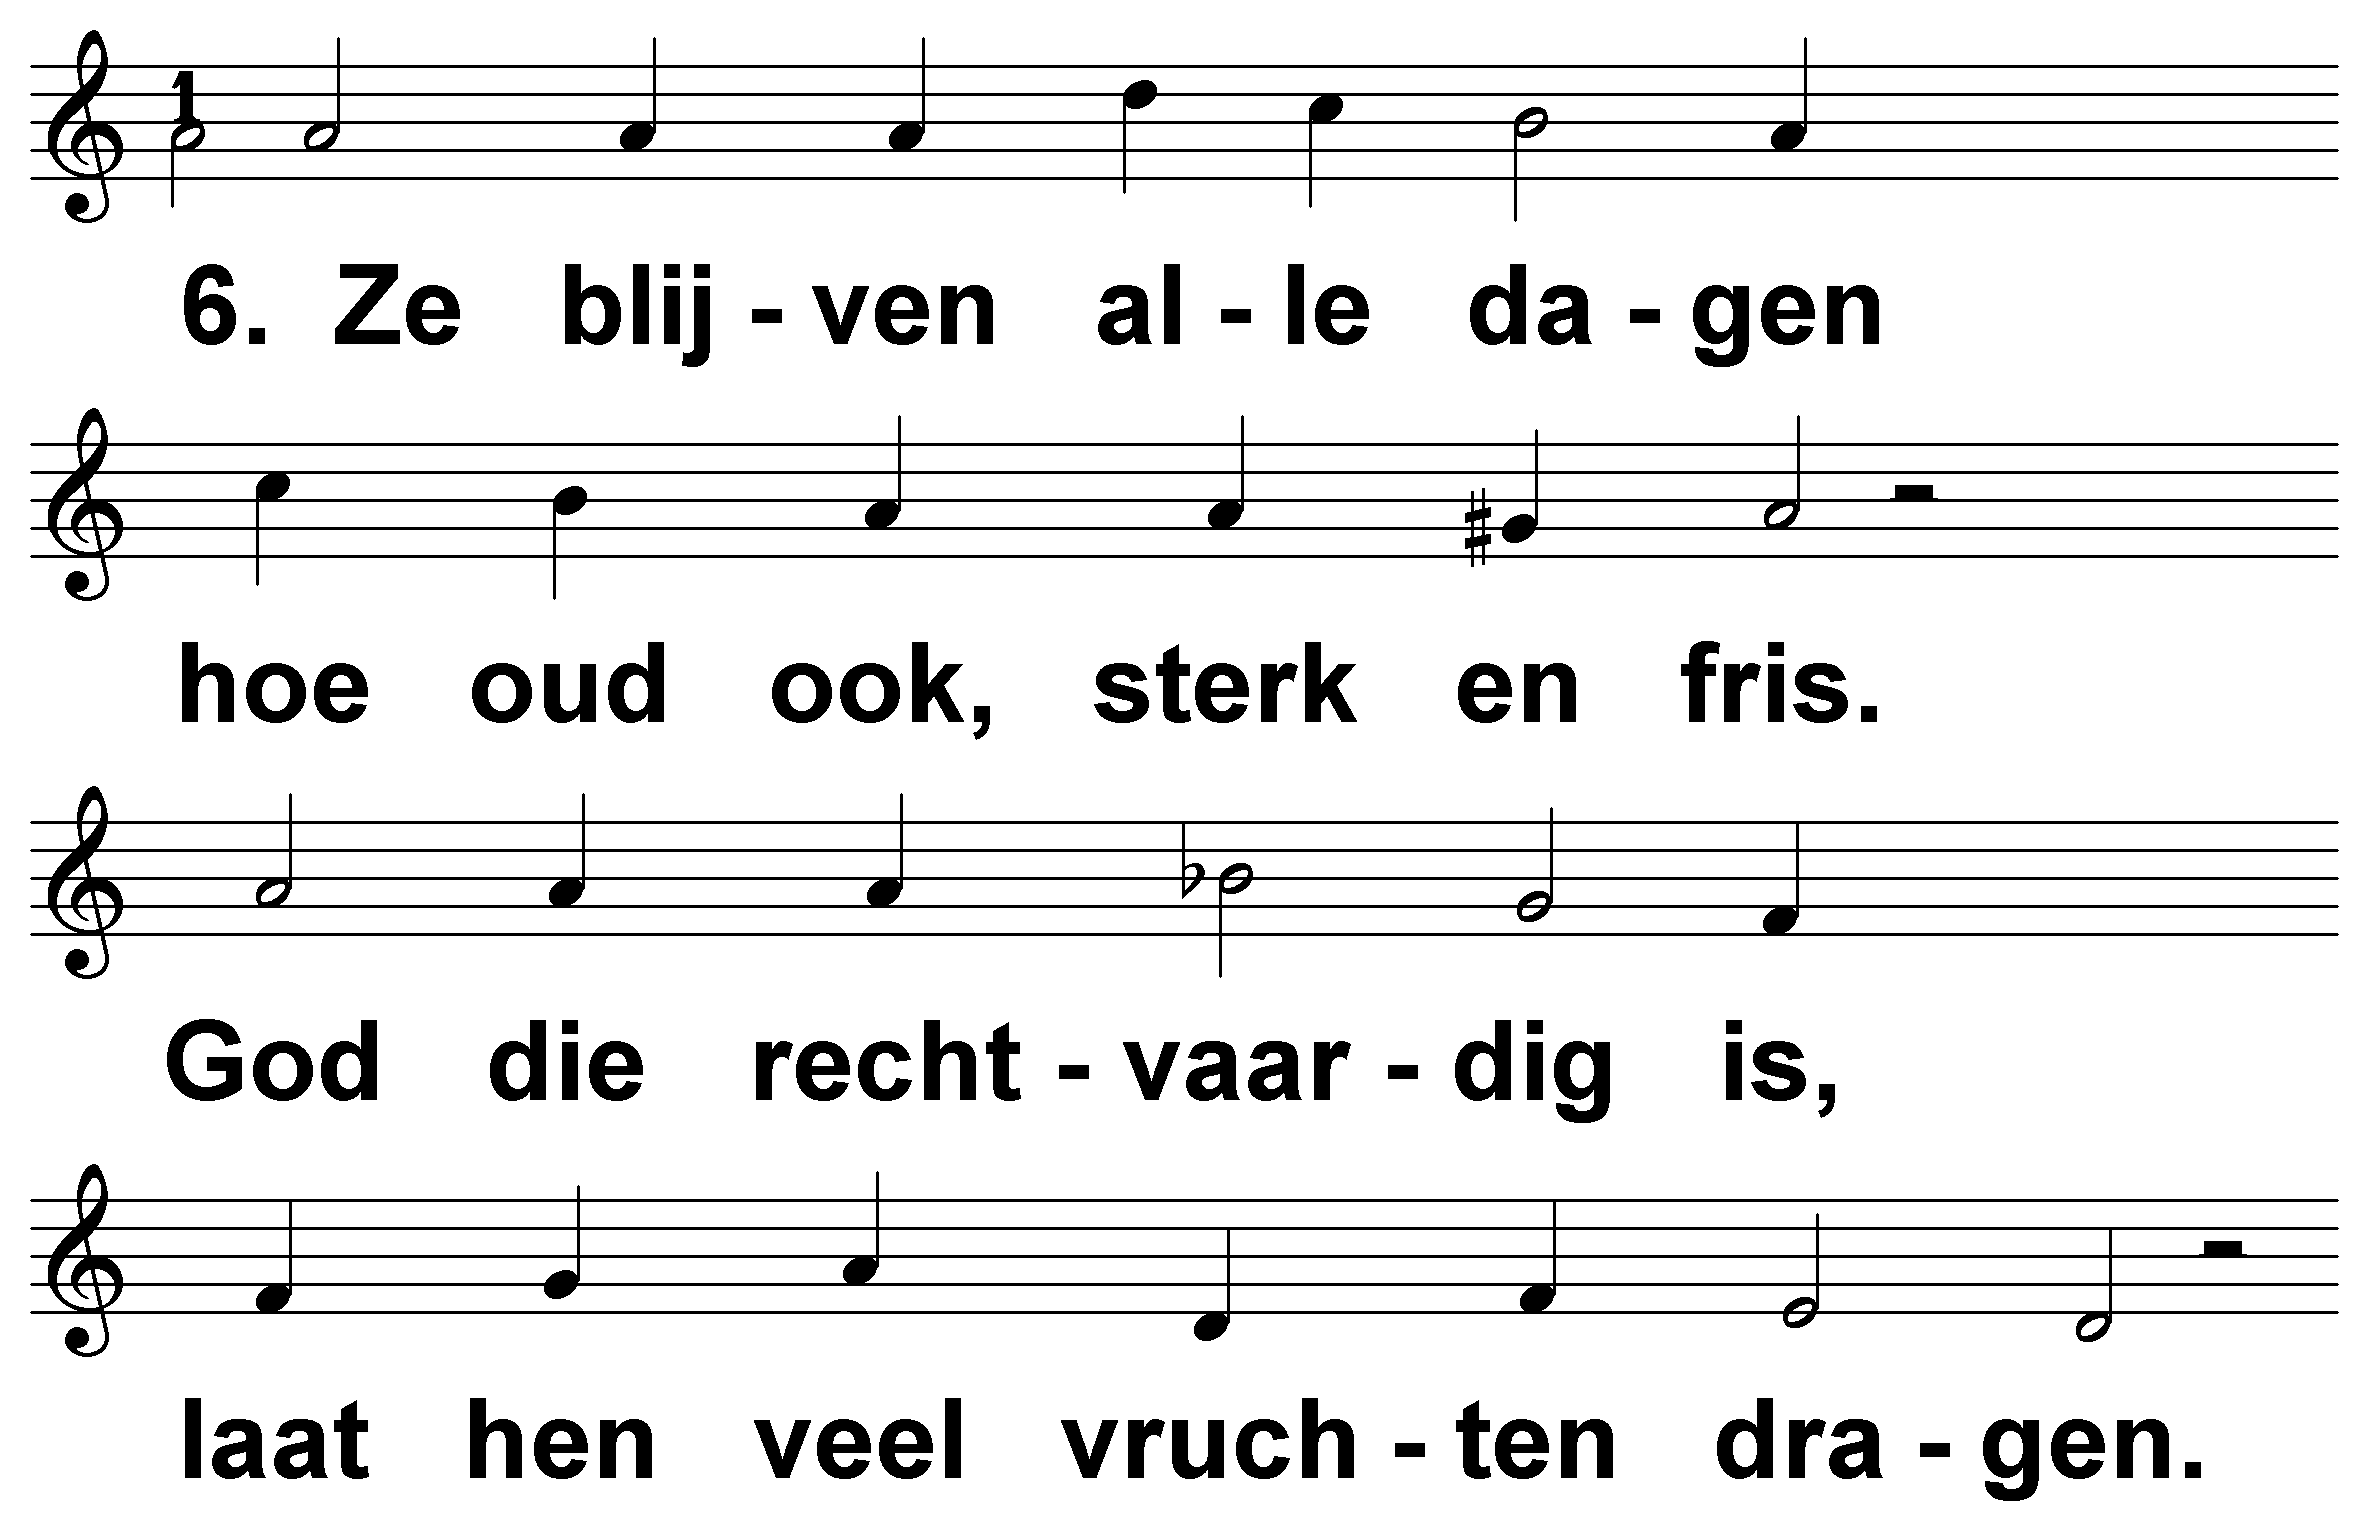 6. Ze blij - ven al - le da - gen
hoe oud ook, sterk en fris.
God die recht - vaar - dig is,
laat hen veel vruch - ten dra - gen.